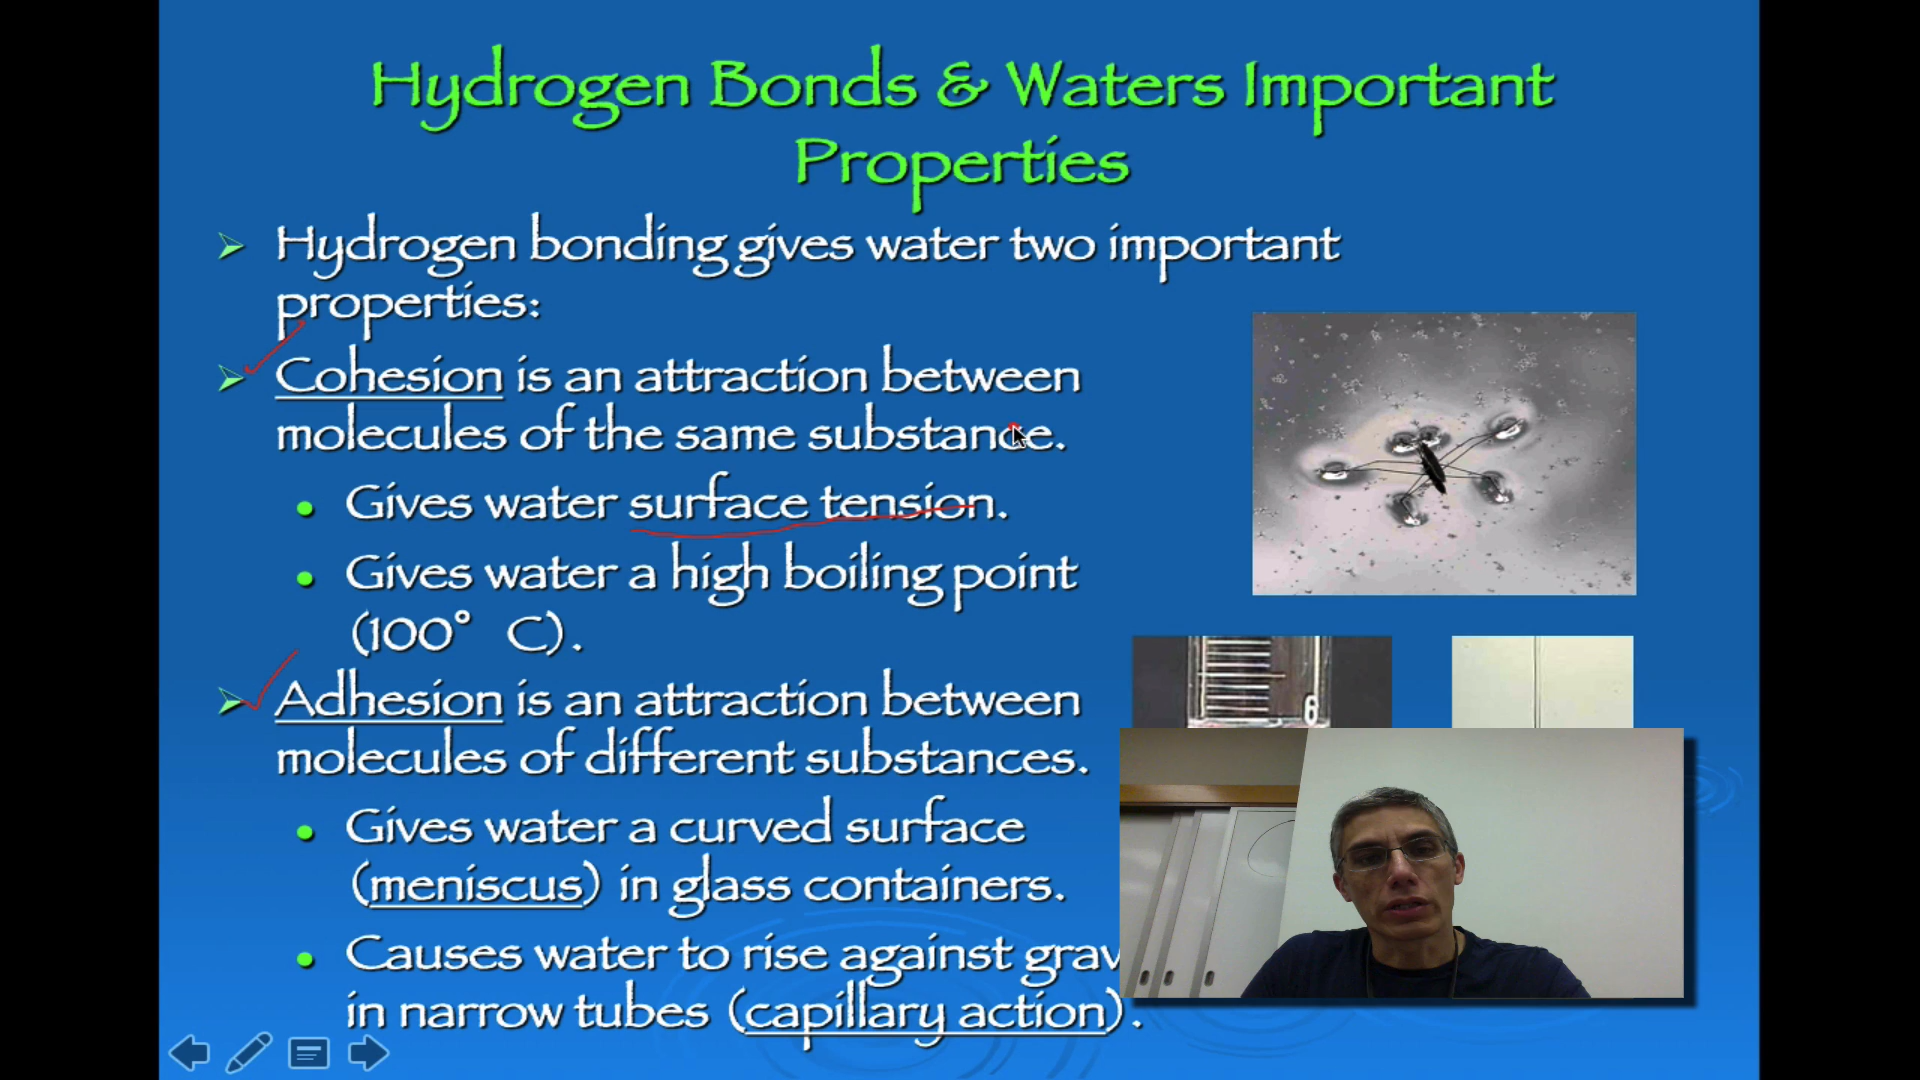 Hydrogen Bonds & Waters Important
Properties
Hydrogen bonding gives water two important
properties:
Cohesion is an attraction between
molecules of the same substance.
Gives water surface tension.
Gives water a high boiling point
(100° C).
Adhesion is an attraction between
molecules of different substances.
Gives water a curved surface
(meniscus) in glass containers.
Causes water to rise against grav
in narrow tubes (capillary action).
6